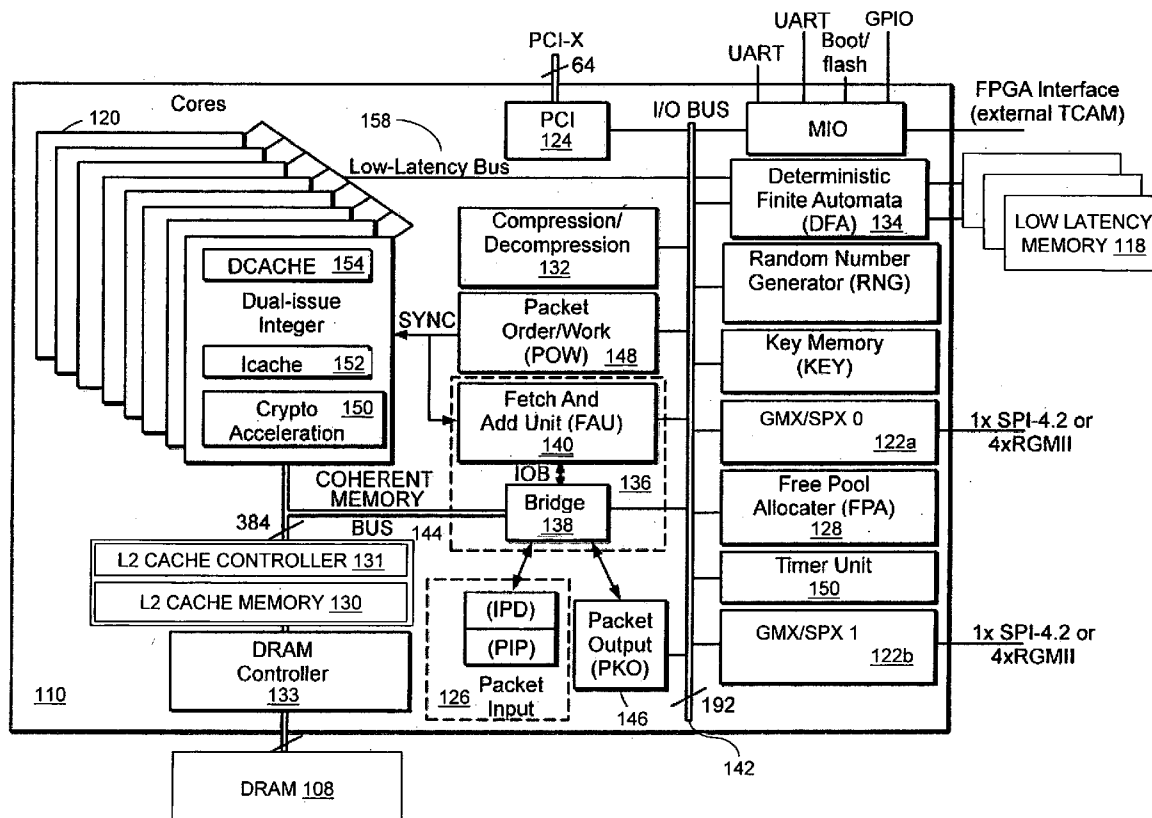 UART
GPIO
PCI-X
UART
Boot/
flash
64
FPGA Interface
(external TCAM)
Cores
120
158
PCI
124
I/O BUS
MIO
Low-Latency Bus
Deterministic
Finite Automata
(DFA) 134
LOW LATENCY
MEMORY 118
Compression/
Decompression
132
Random Number
Generator (RNG)
DCACHE 154
Dual-issue
Integer
Icache 152
Crypto 150
Acceleration
SYNC
Packet
Order/Work
(POW) 148
Key Memory
(KEY)
Fetch And
Add Unit (FAU)
140
GMX/SPX 0
122a
1x SPI-4.2 or
4xRGMII
IOB
136
COHERENT
MEMORY
BUS
144
Bridge
138
Free Pool
Allocater (FPA)
128
384
L2 CACHE CONTROLLER 131
L2 CACHE MEMORY 130
Timer Unit
150
(IPD)
(PIP)
126
Packet
Input
Packet
Output
(PKO)
146
GMX/SPX 1
122b
1x SPI-4.2 or
4xRGMII
DRAM
Controller
133
110
192
142
DRAM 108